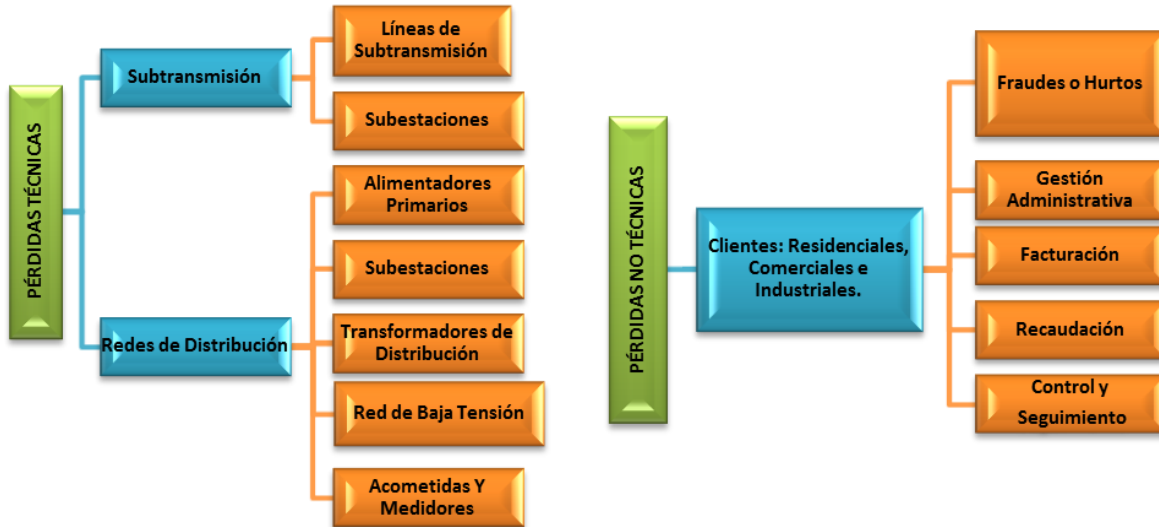 PÉRDIDAS TÉCNICAS
Subtransmisión
Líneas de
Subtransmisión
Subestaciones
Redes de Distribución
Alimentadores
Primarios
Subestaciones
Transformadores de
Distribución
Red de Baja Tensión
Acometidas Y
Medidores
PÉRDIDAS NO TÉCNICAS
Clientes: Residenciales,
Comerciales e
Industriales.
Fraudes o Hurtos
Gestión
Administrativa
Facturación
Recaudación
Control y
Seguimiento